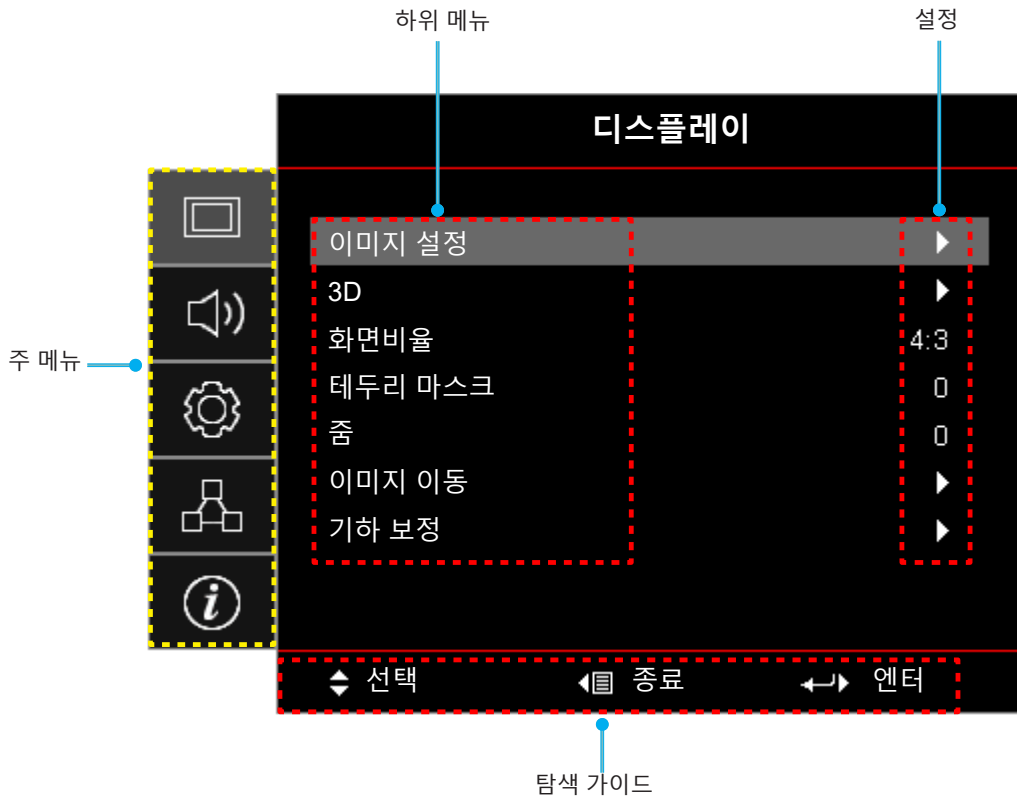 하위 메뉴
설정
디스플레이
이미지 설정
3D
화면비율 4:3
테두리 마스크 0
줌 0
이미지 이동
기하 보정
주 메뉴
선택 종료 엔터
탐색 가이드